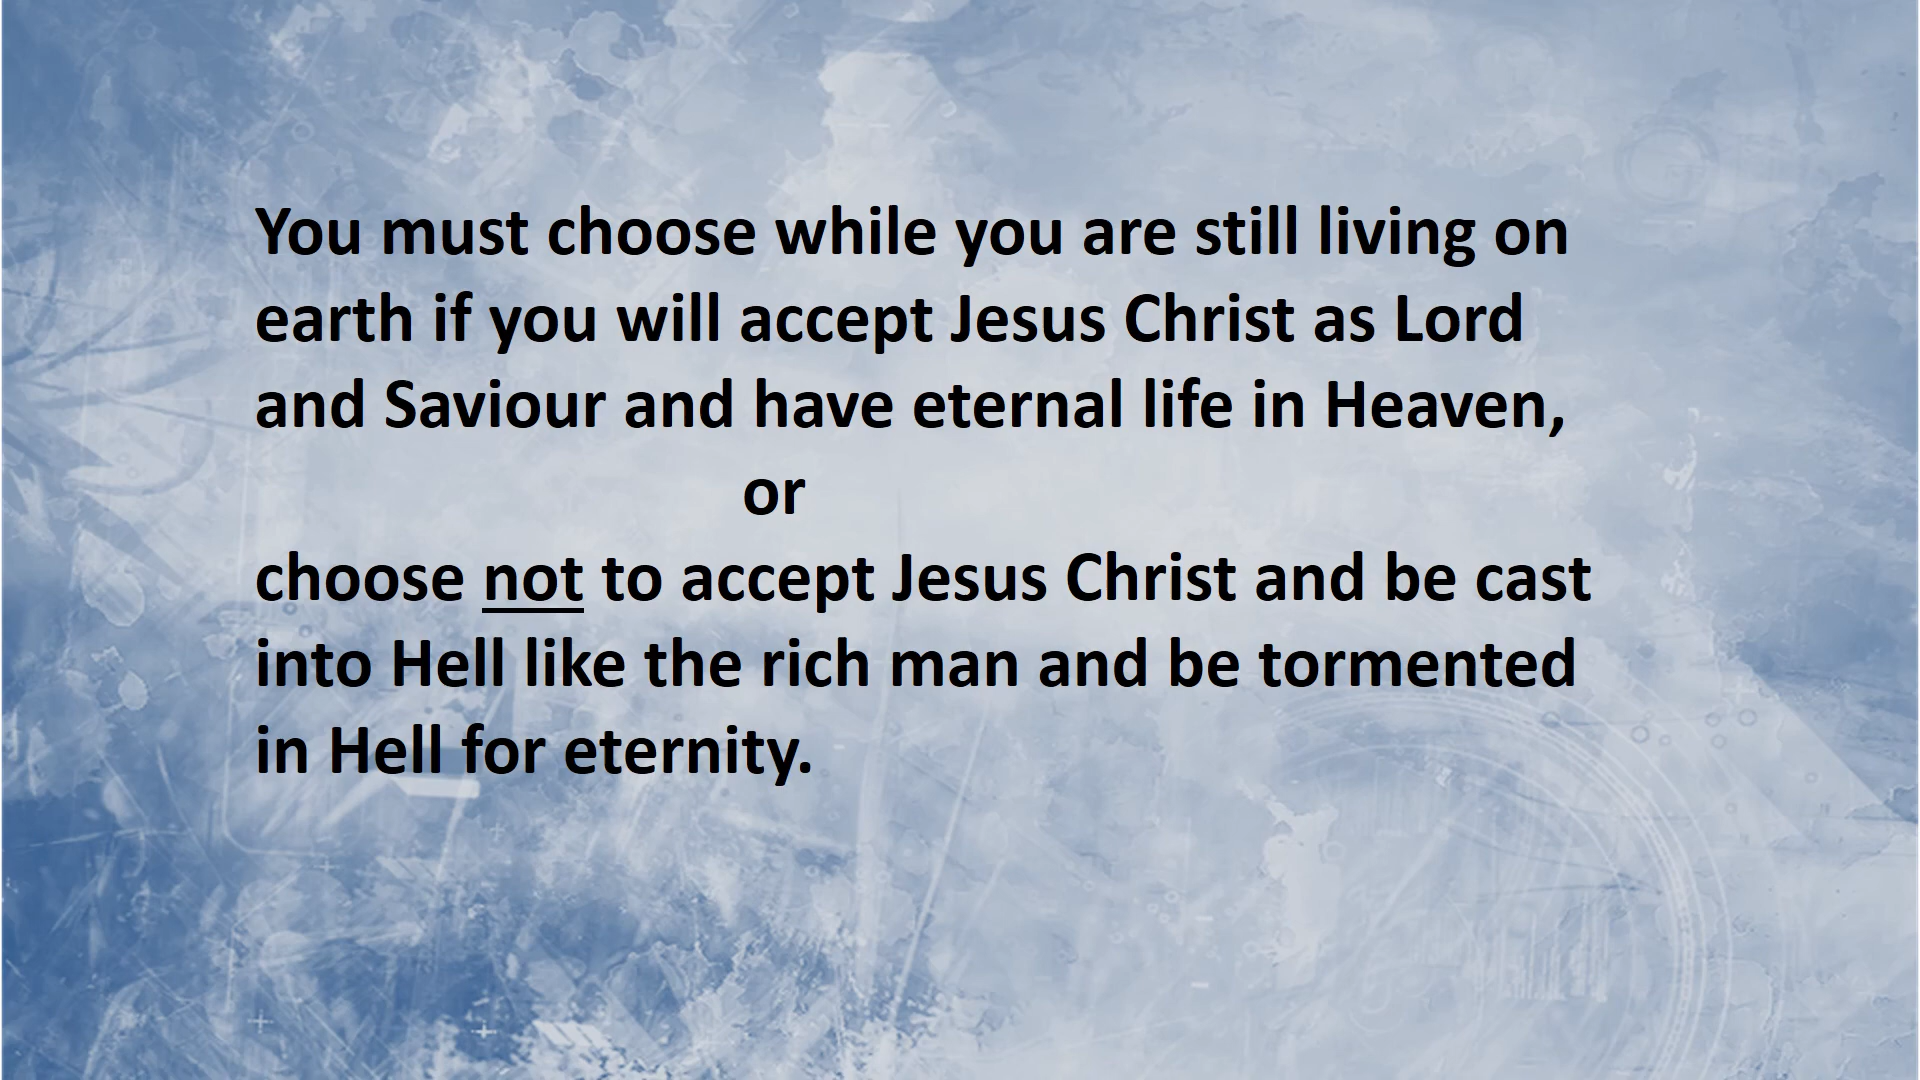 You must choose while you are still living on
earth if you will accept Jesus Christ as Lord
and Saviour and have eternal life in Heaven,
or
choose not to accept Jesus Christ and be cast
into Hell like the rich man and be tormented
in Hell for eternity.